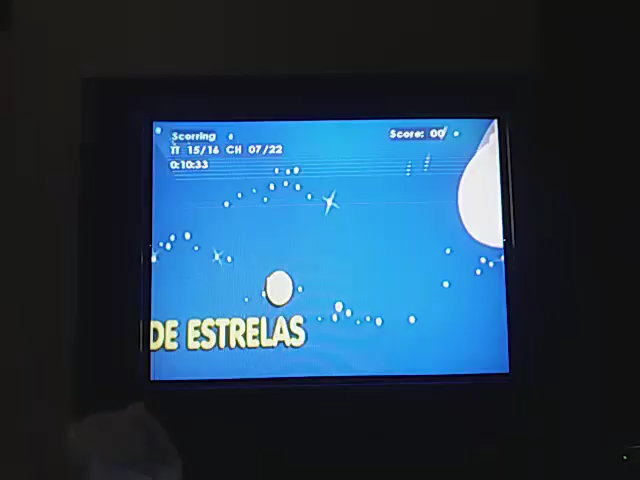 Scorring
Score: 00
TT 15/16 CH 07/22
0:10:33
DE ESTRELAS